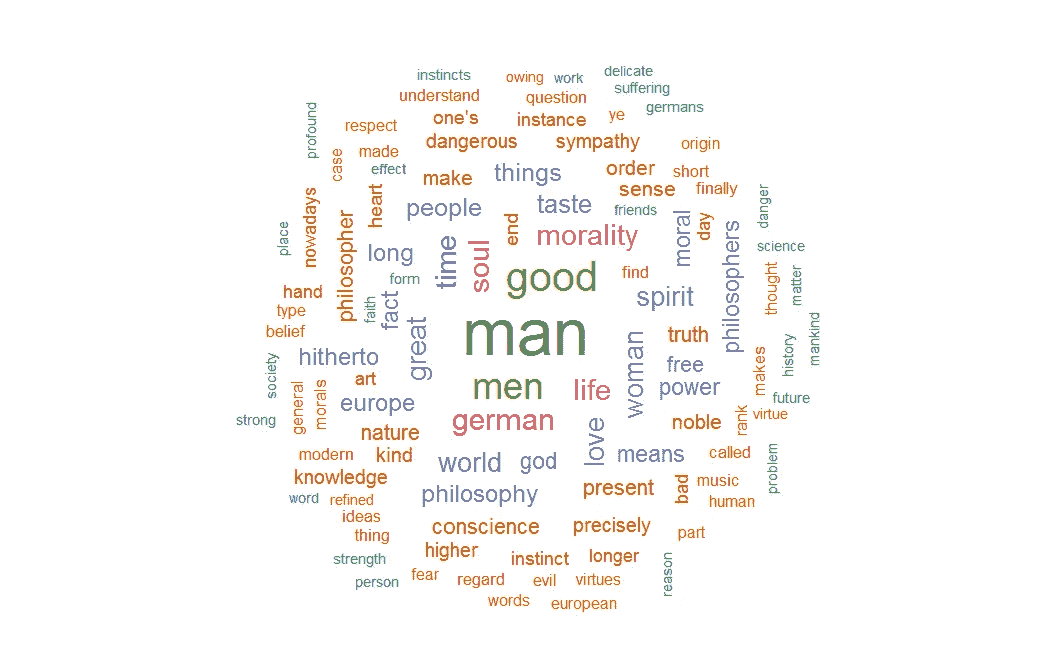 instincts
owing
work
delicate
suffering
understand
question
germans
profound
one's
instance
ye
respect
dangerous
sympathy
origin
case
made
effect
make
things
order
short
sense
finally
nowadays
philosopher
heart
people
taste
friends
danger
place
end
morality
moral
day
philosophers
science
long
time
soul
good
find
thought
matter
form
hand
type
faith
fact
spirit
belief
great
man
woman
truth
history
mankind
hitherto
free
makes
society
art
men
life
power
future
general
morals
europe
german
love
noble
rank
virtue
strong
nature
modern
kind
world
god
means
called
problem
knowledge
word
refined
philosophy
present
bad
music
human
ideas
thing
conscience
precisely
part
strength
higher
instinct
longer
reason
person
fear
regard
evil
virtues
words
european